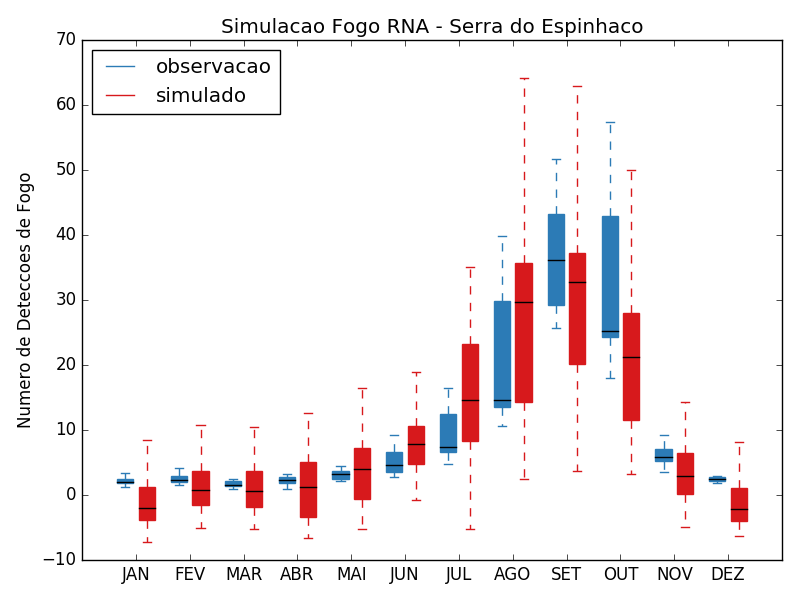 Simulacao Fogo RNA - Serra do Espinhaco
70
60
50
40
30
20
10
0
−10
Numero de Deteccoes de Fogo
observacao
simulado
JAN FEV MAR ABR MAI JUN JUL AGO SET OUT NOV DEZ